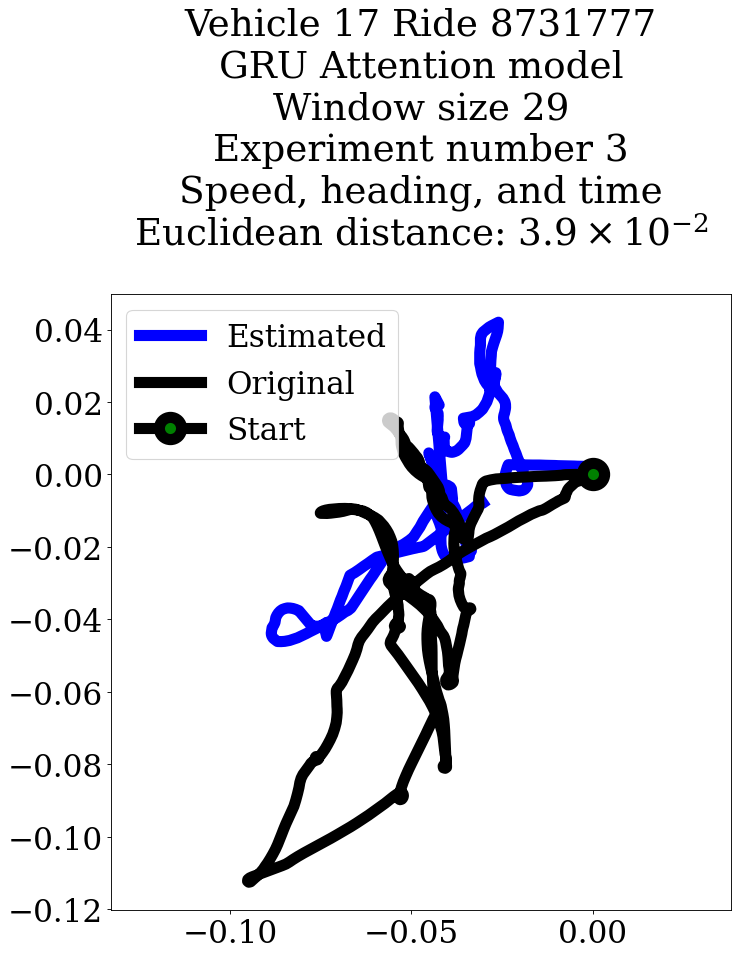 Vehicle 17 Ride 8731777
GRU Attention model
Window size 29
Experiment number 3
Speed, heading, and time
Euclidean distance: 3.9 × 10⁻²
Estimated
Original
Start
0.04
0.02
0.00
−0.02
−0.04
−0.06
−0.08
−0.10
−0.12
−0.10 −0.05 0.00